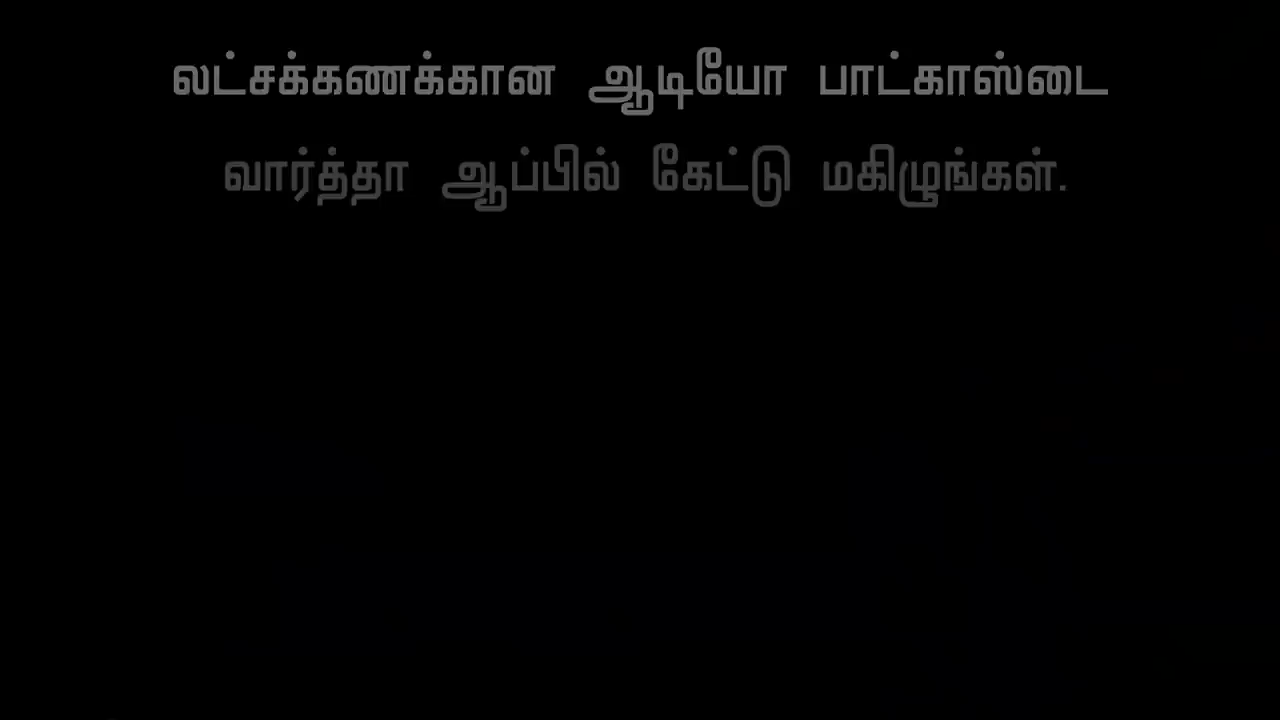 லட்சக்கணக்கான ஆடியோ பாட்காஸ்டை
வார்த்தா ஆப்பில் கேட்டு மகிழுங்கள்.